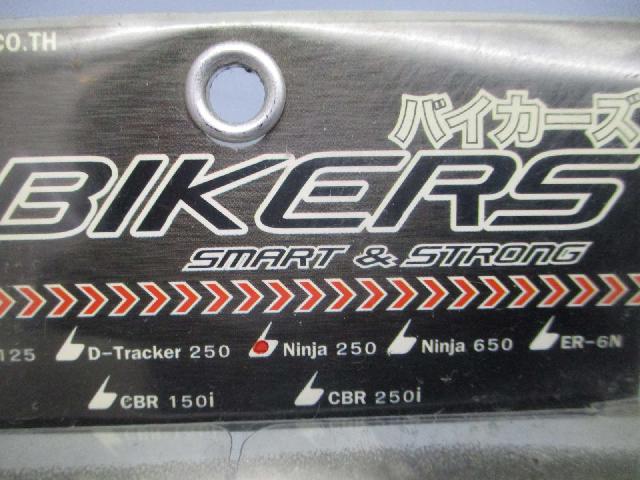 CO.TH
バイカーズ
BIKERS
SMART & STRONG
125 D-Tracker 250 Ninja 250 Ninja 650 ER-6N
CBR 150i CBR 250i